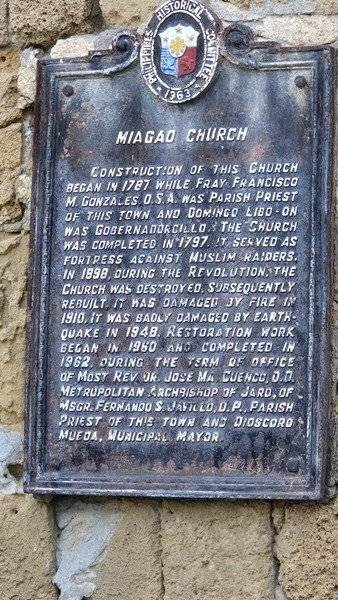 PHILIPPINES HISTORICAL COMMITTEE
1963
MIAGAO CHURCH
CONSTRUCTION OF THIS CHURCH
BEGAN IN 1787 WHILE FRAY FRANCISCO
M. GONZALES O.S.A. WAS PARISH PRIEST
OF THIS TOWN AND DOMINGO LIBO-ON
WAS GOBERNADORCILLO. THE CHURCH
WAS COMPLETED IN 1797. IT SERVED AS
FORTRESS AGAINST MUSLIM RAIDERS.
IN 1898, DURING THE REVOLUTION, THE
CHURCH WAS DESTROYED, SUBSEQUENTLY
REBUILT. IT WAS DAMAGED BY FIRE IN
1910. IT WAS BADLY DAMAGED BY EARTH-
QUAKE IN 1948. RESTORATION WORK
BEGAN IN 1960 AND COMPLETED IN
1962, DURING THE TERM OF OFFICE
OF MOST REV. DR. JOSE MA. CUENCO, D.D.
METROPOLITAN ARCHBISHOP OF JARO, OF
MSGR. FERNANDO S. JAVILLO, U.P., PARISH
PRIEST OF THIS TOWN AND DIOSCORO
MUEDA, MUNICIPAL MAYOR.